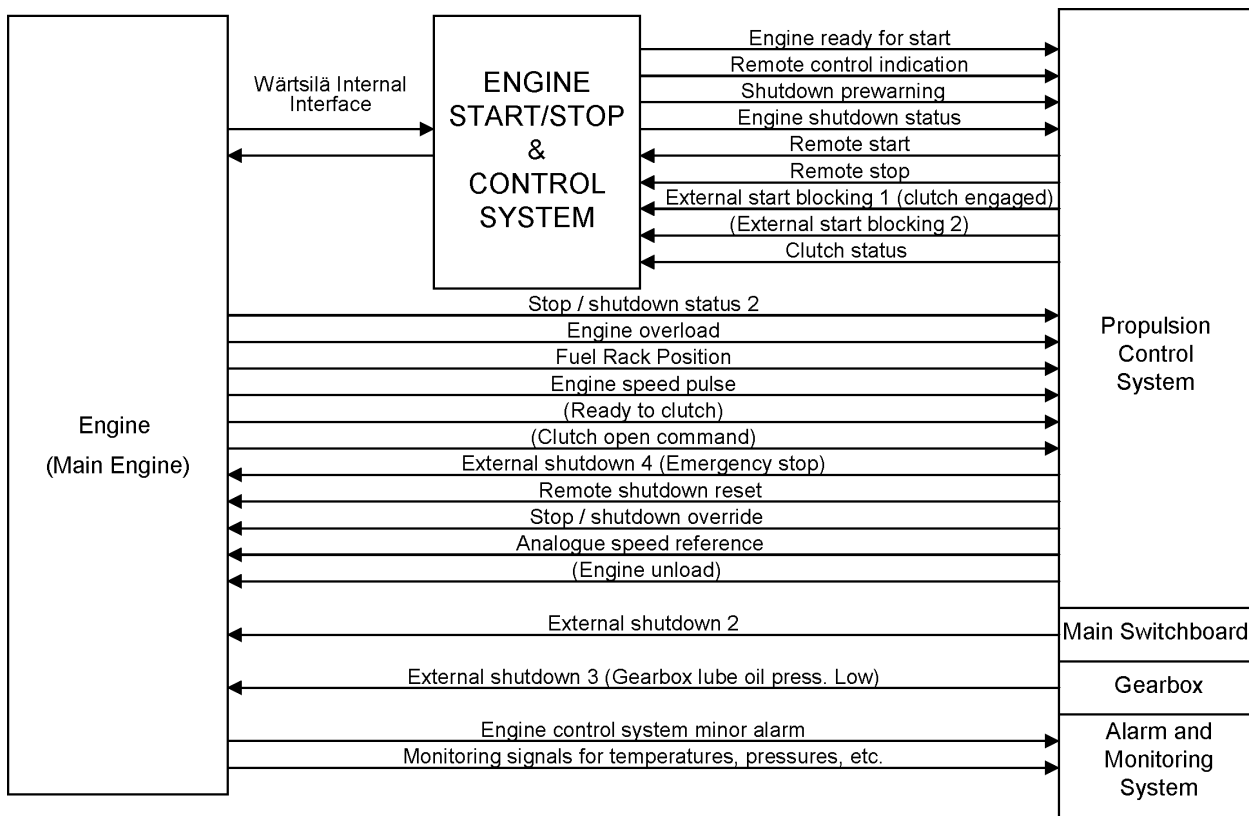 Wärtsilä Internal
Interface
ENGINE
START/STOP
&
CONTROL
SYSTEM
Engine ready for start
Remote control indication
Shutdown prewarning
Engine shutdown status
Remote start
Remote stop
External start blocking 1 (clutch engaged)
(External start blocking 2)
Clutch status
Stop / shutdown status 2
Engine overload
Fuel Rack Position
Engine speed pulse
(Ready to clutch)
(Clutch open command)
External shutdown 4 (Emergency stop)
Remote shutdown reset
Stop / shutdown override
Analogue speed reference
(Engine unload)
External shutdown 2
External shutdown 3 (Gearbox lube oil press. Low)
Engine control system minor alarm
Monitoring signals for temperatures, pressures, etc.
Engine
(Main Engine)
Propulsion
Control
System
Main Switchboard
Gearbox
Alarm and
Monitoring
System